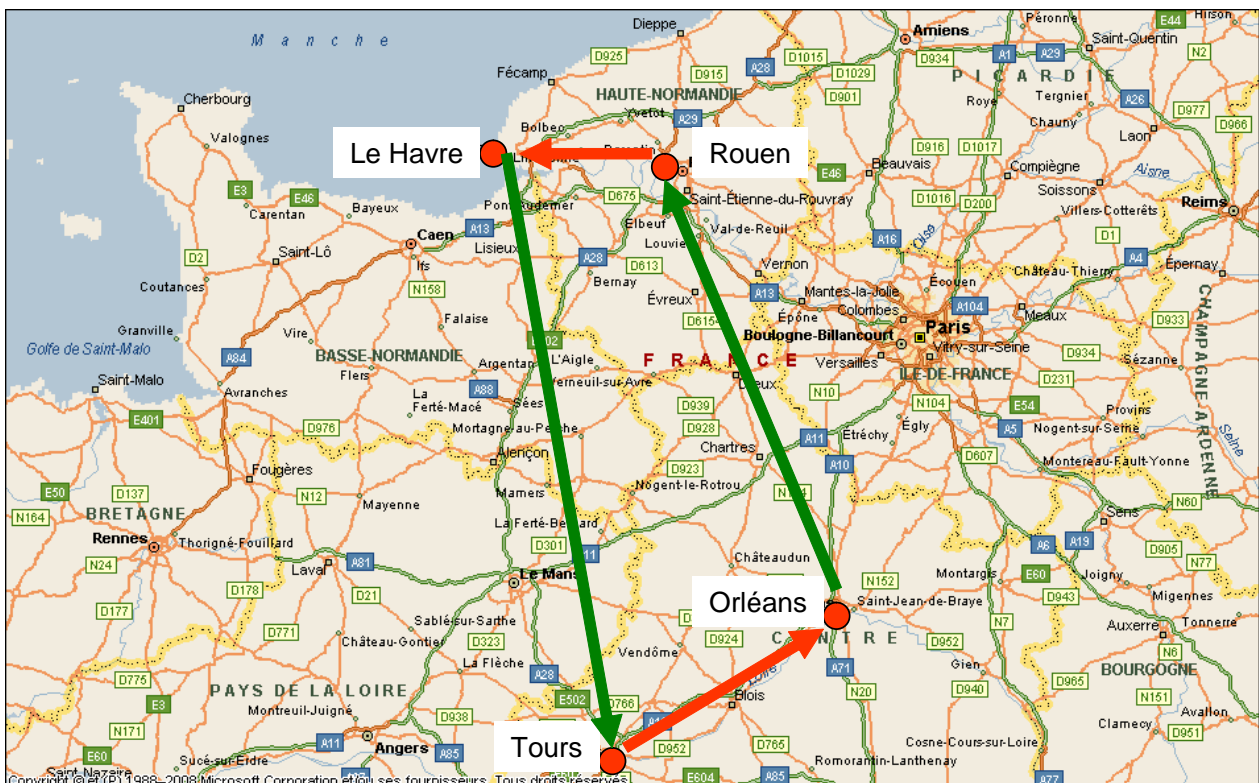 Dieppe
Péronne
E44
Hirson
Manche
Amiens
Saint-Quentin
D925
D1015
A28
D934
A1
A29
N2
Fécamp
D915
D1029
PICARDIE
HAUTE-NORMANDIE
D901
Roye
Tergnier
A26
D977
Cherbourg
Yvetot
A29
Chauny
D966
Bolbec
Laon
Valognes
Le Havre
Rouen
D916
D1017
Beauvais
Compiègne
Aisne
E46
E3
E46
D675
Saint-Étienne-du-Rouvray
D1016
D200
Soissons
Reims
Carentan
Bayeux
Pont-Audemer
Villers-Cotterêts
Elbeuf
Val-de-Reuil
Caen
A13
Lisieux
Louviers
A16
Oise
D1
D2
Saint-Lô
A28
D613
Vernon
A4
Ifs
Bernay
Château-Thierry
Épernay
Coutances
N158
Évreux
A13
Mantes-la-Jolie
Écouen
Colombes
A104
Meaux
Épône
D615
Granville
Vire
Falaise
Boulogne-Billancourt
Paris
D933
CHAMPAGNE-ARDENNE
Golfe de Saint-Malo
A84
BASSE-NORMANDIE
Argentan
L'Aigle
FRANCE
Versailles
Vitry-sur-Seine
D934
Sézanne
Saint-Malo
Flers
Verneuil-sur-Avre
Dreux
ÎLE-DE-FRANCE
D231
Avranches
A88
N10
La Ferté-Macé
Sées
D939
N104
E54
Provins
E401
D976
Mortagne-au-Perche
D928
Égly
A5
Nogent-sur-Seine
Seine
Chartres
A11
Étréchy
Alençon
D607
Fougères
D923
A10
Montereau-Fault-Yonne
E50
D137
N12
Mayenne
Mamers
Nogent-le-Rotrou
N60
N164
BRETAGNE
La Ferté-Bernard
Sens
Rennes
Thorigné-Fouillard
D301
A11
A6
A19
D905
N24
Laval
A81
Châteaudun
N77
D178
Le Mans
N152
Montargis
E60
Joigny
D177
D21
Orléans
Saint-Jean-de-Braye
D943
Migennes
Sablé-sur-Sarthe
Tonnerre
D771
Château-Gontier
D323
D924
CENTRE
N7
Auxerre
Vendôme
D952
N6
D775
La Flèche
Loire
A71
Gien
BOURGOGNE
A28
Blois
D965
PAYS DE LA LOIRE
E502
D766
N20
D940
N151
E3
Montreuil-Juigné
Avallon
N171
D938
Clamecy
D951
A11
Angers
A85
Tours
D952
D765
Cosne-Cours-sur-Loire
E60
Saint-Nazaire
Sucé-sur-Erdre
E604
A85
Romorantin-Lanthenay
A77
Copyright © et (P) 1988–2008 Microsoft Corporation et/ou ses fournisseurs. Tous droits réservés.